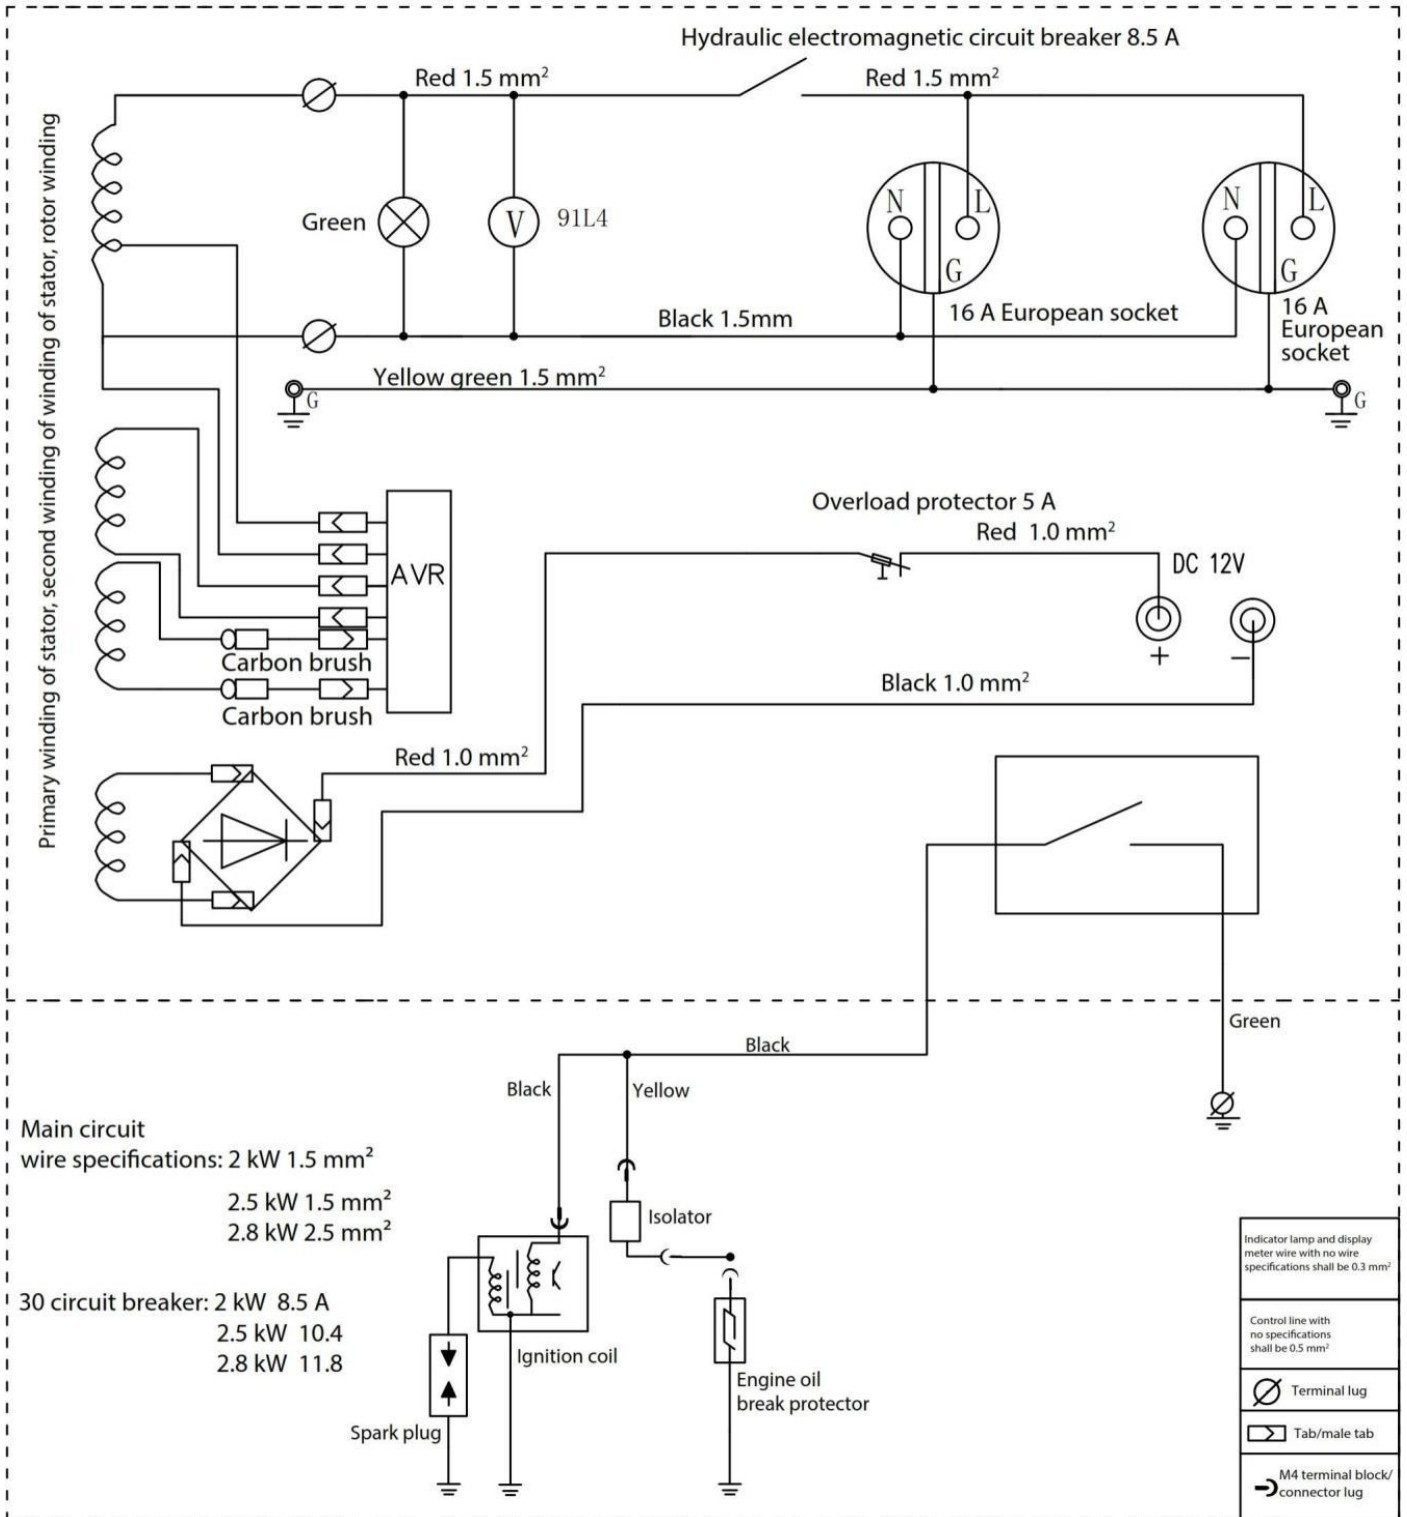 Hydraulic electromagnetic circuit breaker 8.5 A
Red 1.5 mm²
Red 1.5 mm²
Primary winding of stator, second winding of winding of stator, rotor winding
Green
V
91L4
N
L
G
N
L
G
16 A European socket
16 A
European
socket
Black 1.5mm
Yellow green 1.5 mm²
G
G
AVR
Carbon brush
Carbon brush
Overload protector 5 A
Red 1.0 mm²
DC 12V
+
−
Black 1.0 mm²
Red 1.0 mm²
Green
Black
Black
Yellow
Main circuit
wire specifications: 2 kW 1.5 mm²
2.5 kW 1.5 mm²
2.8 kW 2.5 mm²
30 circuit breaker: 2 kW 8.5 A
2.5 kW 10.4
2.8 kW 11.8
Isolator
Ignition coil
Spark plug
Engine oil
break protector
Indicator lamp and display
meter wire with no wire
specifications shall be 0.3 mm²
Control line with
no specifications
shall be 0.5 mm²
Terminal lug
Tab/male tab
M4 terminal block/
connector lug